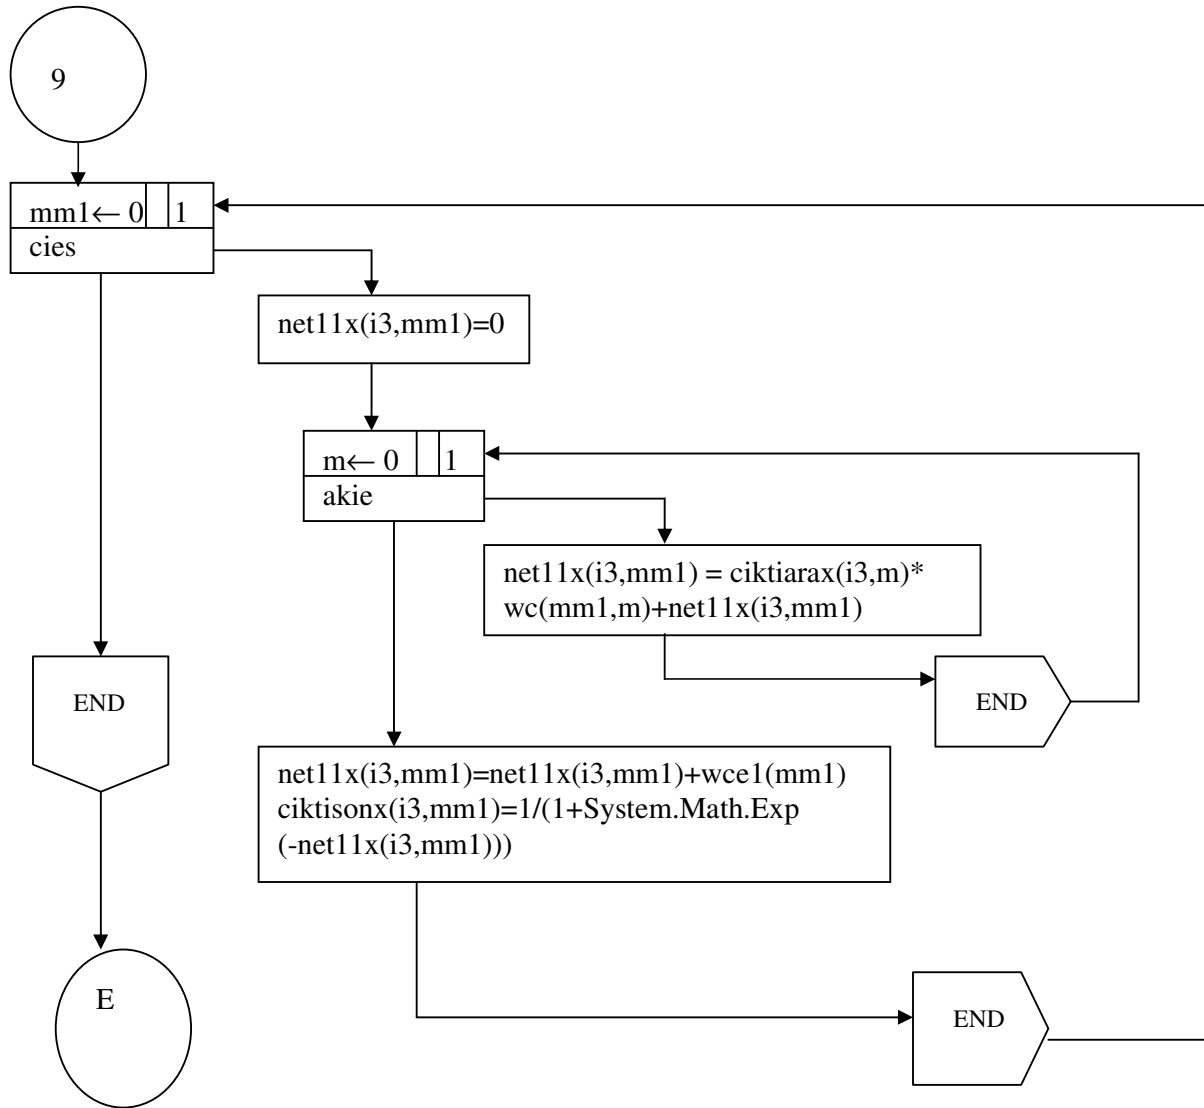 9
mm1← 0 1
cies
net11x(i3,mm1)=0
m← 0 1
akie
net11x(i3,mm1) = ciktiarax(i3,m)*
wc(mm1,m)+net11x(i3,mm1)
END
END
net11x(i3,mm1)=net11x(i3,mm1)+wce1(mm1)
ciktisonx(i3,mm1)=1/(1+System.Math.Exp
(-net11x(i3,mm1)))
E
END